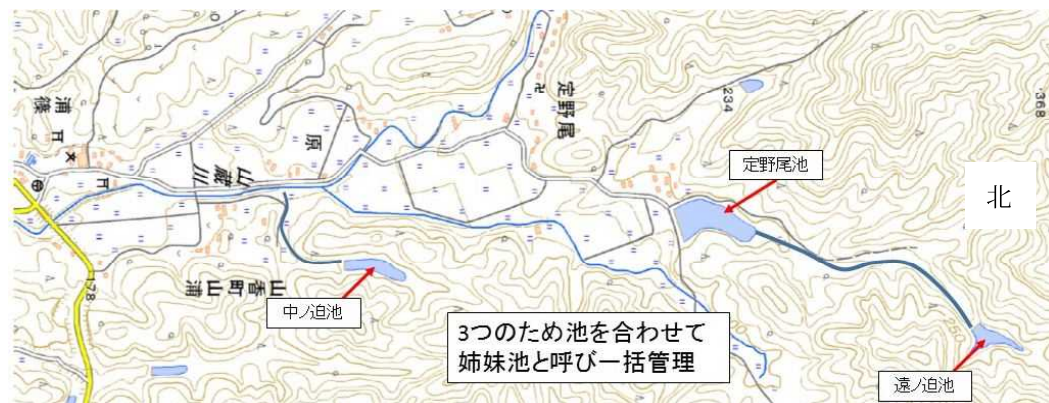 浦篠
定野尾
234
・368
定野尾池
北
原
山蔵川
山香町山浦
178
中ノ迫池
3つのため池を合わせて
姉妹池と呼び一括管理
遠ノ迫池